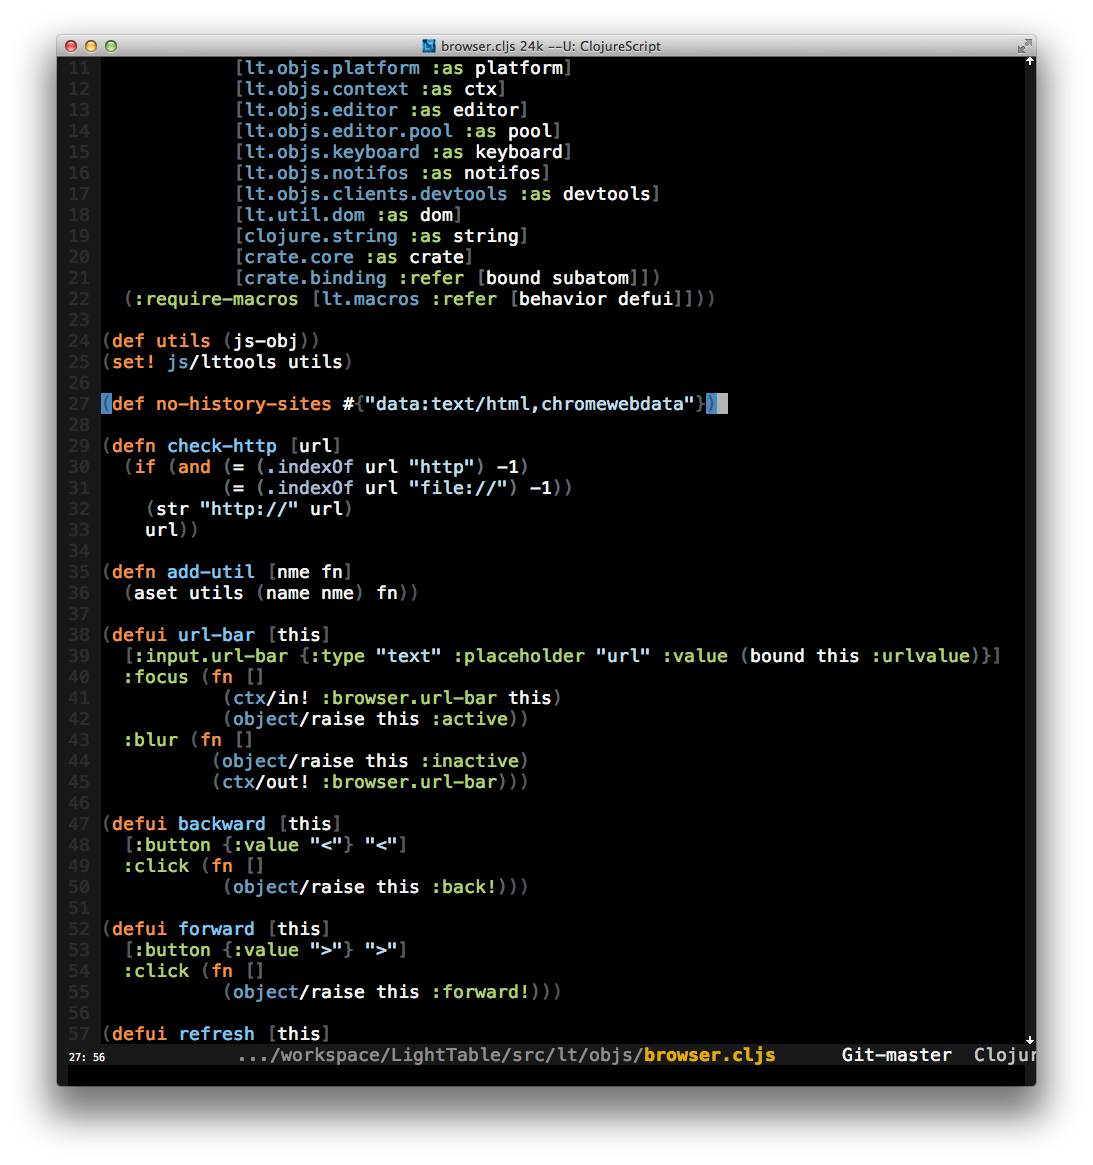 browser.cljs 24k --U: ClojureScript
11             [lt.objs.platform :as platform]
12             [lt.objs.context :as ctx]
13             [lt.objs.editor :as editor]
14             [lt.objs.editor.pool :as pool]
15             [lt.objs.keyboard :as keyboard]
16             [lt.objs.notifos :as notifos]
17             [lt.objs.clients.devtools :as devtools]
18             [lt.util.dom :as dom]
19             [clojure.string :as string]
20             [crate.core :as crate]
21             [crate.binding :refer [bound subatom]])
22   (:require-macros [lt.macros :refer [behavior defui]]))
23
24 (def utils (js-obj))
25 (set! js/lttools utils)
26
27 (def no-history-sites #{"data:text/html,chromewebdata"})
28
29 (defn check-http [url]
30   (if (and (= (.indexOf url "http") -1)
31            (= (.indexOf url "file://") -1))
32     (str "http://" url)
33     url))
34
35 (defn add-util [nme fn]
36   (aset utils (name nme) fn))
37
38 (defui url-bar [this]
39   [:input.url-bar {:type "text" :placeholder "url" :value (bound this :urlvalue)}]
40   :focus (fn []
41            (ctx/in! :browser.url-bar this)
42            (object/raise this :active))
43   :blur (fn []
44           (object/raise this :inactive)
45           (ctx/out! :browser.url-bar)))
46
47 (defui backward [this]
48   [:button {:value "<"} "<"]
49   :click (fn []
50            (object/raise this :back!)))
51
52 (defui forward [this]
53   [:button {:value ">"} ">"]
54   :click (fn []
55            (object/raise this :forward!)))
56
57 (defui refresh [this]
27: 56 .../workspace/LightTable/src/lt/objs/browser.cljs Git-master Clojur